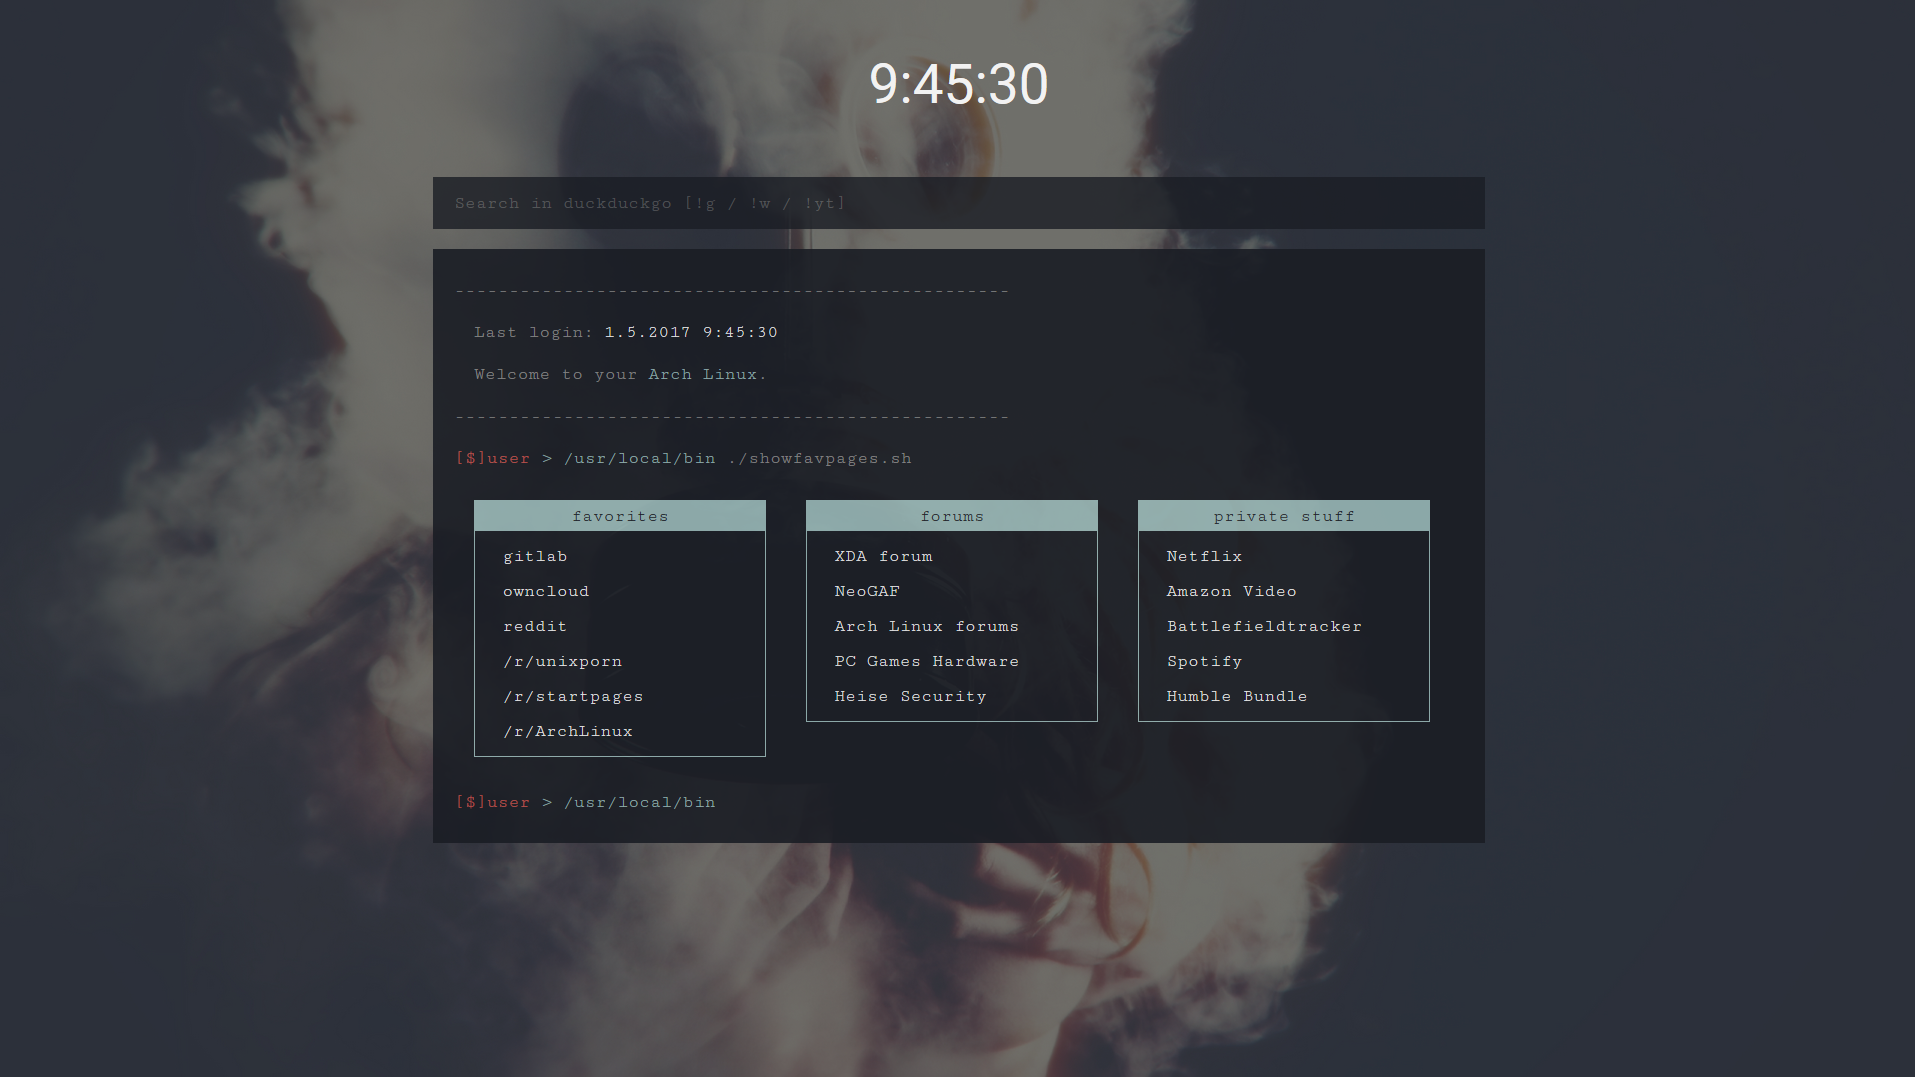 9:45:30
Search in duckduckgo [!g / !w / !yt]
---------------------------------------------------
Last login: 1.5.2017 9:45:30
Welcome to your Arch Linux.
---------------------------------------------------
[$]user > /usr/local/bin ./showfavpages.sh
favorites
gitlab
owncloud
reddit
/r/unixporn
/r/startpages
/r/ArchLinux
forums
XDA forum
NeoGAF
Arch Linux forums
PC Games Hardware
Heise Security
private stuff
Netflix
Amazon Video
Battlefieldtracker
Spotify
Humble Bundle
[$]user > /usr/local/bin